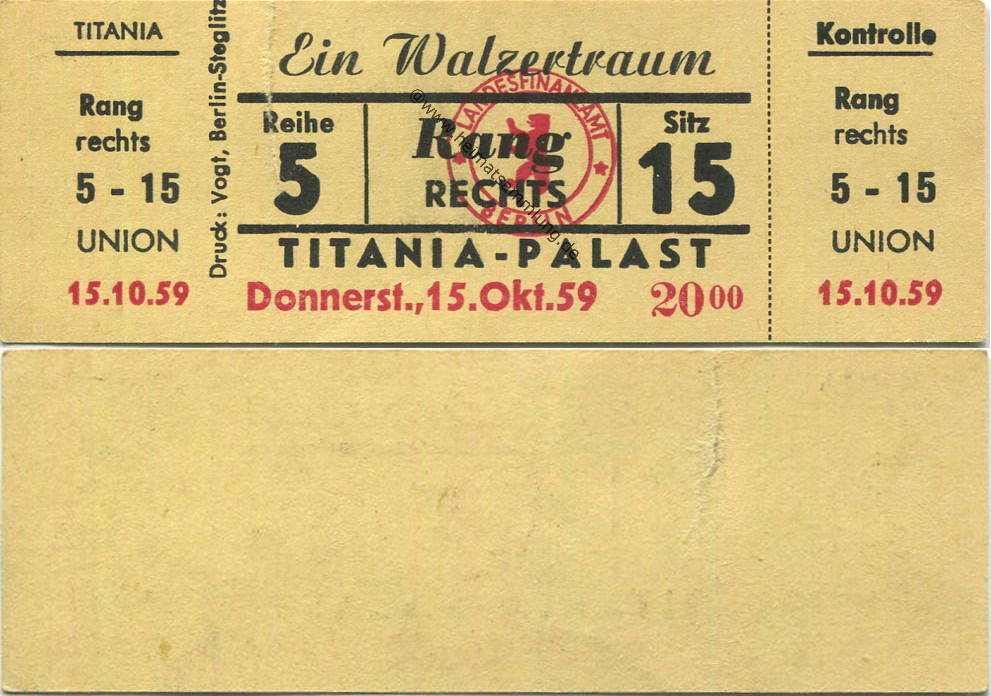 TITANIA
Rang
rechts
5 - 15
UNION
15.10.59
Druck: Vogt, Berlin-Steglitz
Ein Walzertraum
Reihe
5
Rang
RECHTS
Sitz
15
LANDESFINANZAMT
BERLIN
@www.heimatsammlung.de
TITANIA-PALAST
Donnerst., 15.Okt.59 20 00
Kontrolle
Rang
rechts
5 - 15
UNION
15.10.59